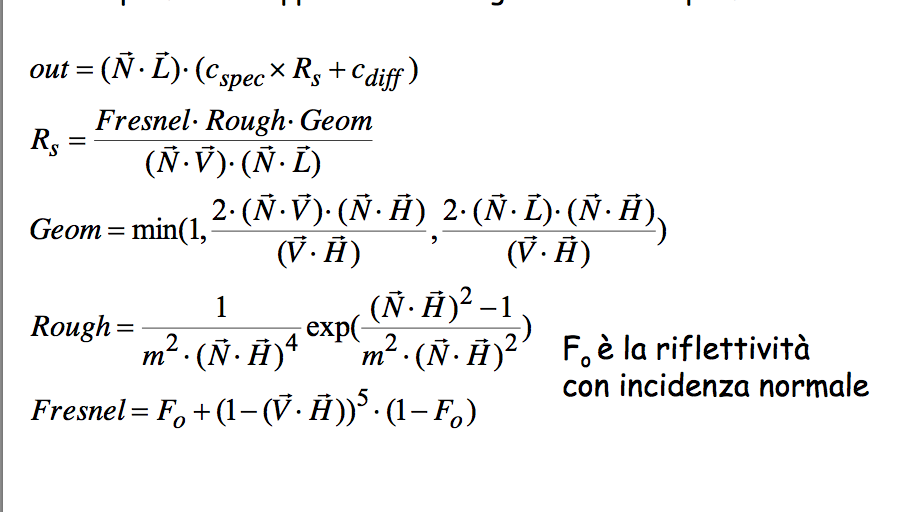 out = (N⃗ · L⃗) · (c_spec × R_s + c_diff)
R_s = Fresnel · Rough · Geom / (N⃗ · V⃗) · (N⃗ · L⃗)
Geom = min(1, 2 · (N⃗ · V⃗) · (N⃗ · H⃗) / (V⃗ · H⃗), 2 · (N⃗ · L⃗) · (N⃗ · H⃗) / (V⃗ · H⃗))
Rough = 1 / m² · (N⃗ · H⃗)⁴ exp((N⃗ · H⃗)² − 1 / m² · (N⃗ · H⃗)²)
F_o è la riflettività
con incidenza normale
Fresnel = F_o + (1 − (V⃗ · H⃗))⁵ · (1 − F_o)